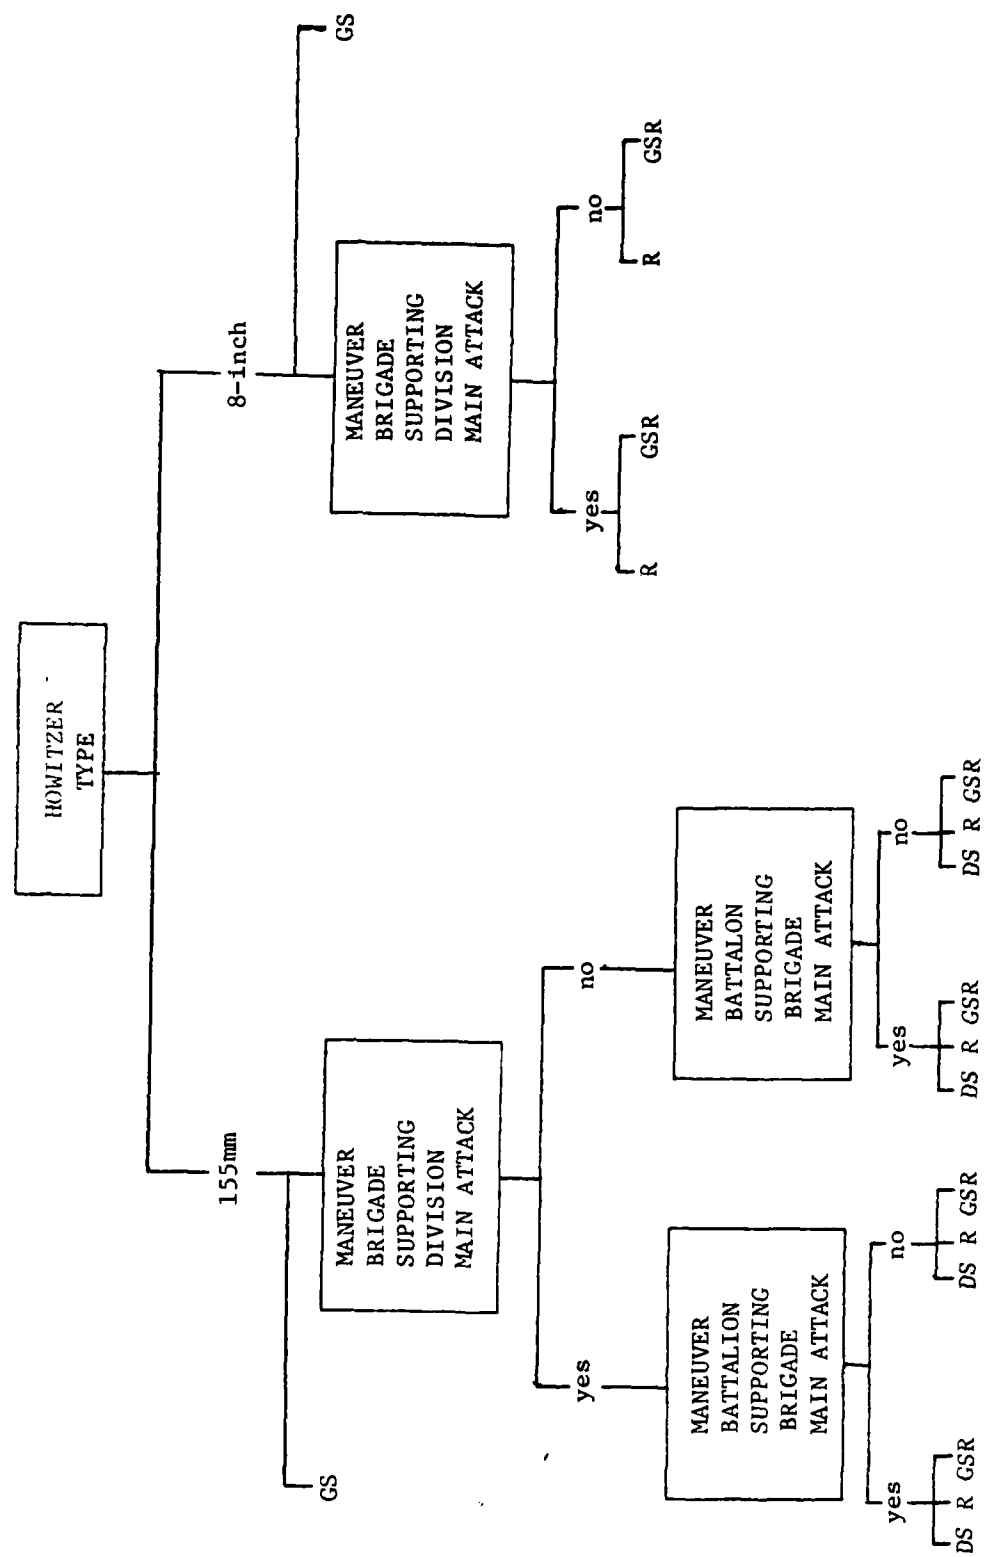 HOWITZER
TYPE
155mm
8-inch
GS
MANEUVER
BRIGADE
SUPPORTING
DIVISION
MAIN ATTACK
MANEUVER
BRIGADE
SUPPORTING
DIVISION
MAIN ATTACK
GS
yes
no
yes
no
R
GSR
R
GSR
MANEUVER
BATTALION
SUPPORTING
BRIGADE
MAIN ATTACK
MANEUVER
BATTALON
SUPPORTING
BRIGADE
MAIN ATTACK
yes
no
yes
no
DS R GSR
DS R GSR
DS R GSR
DS R GSR